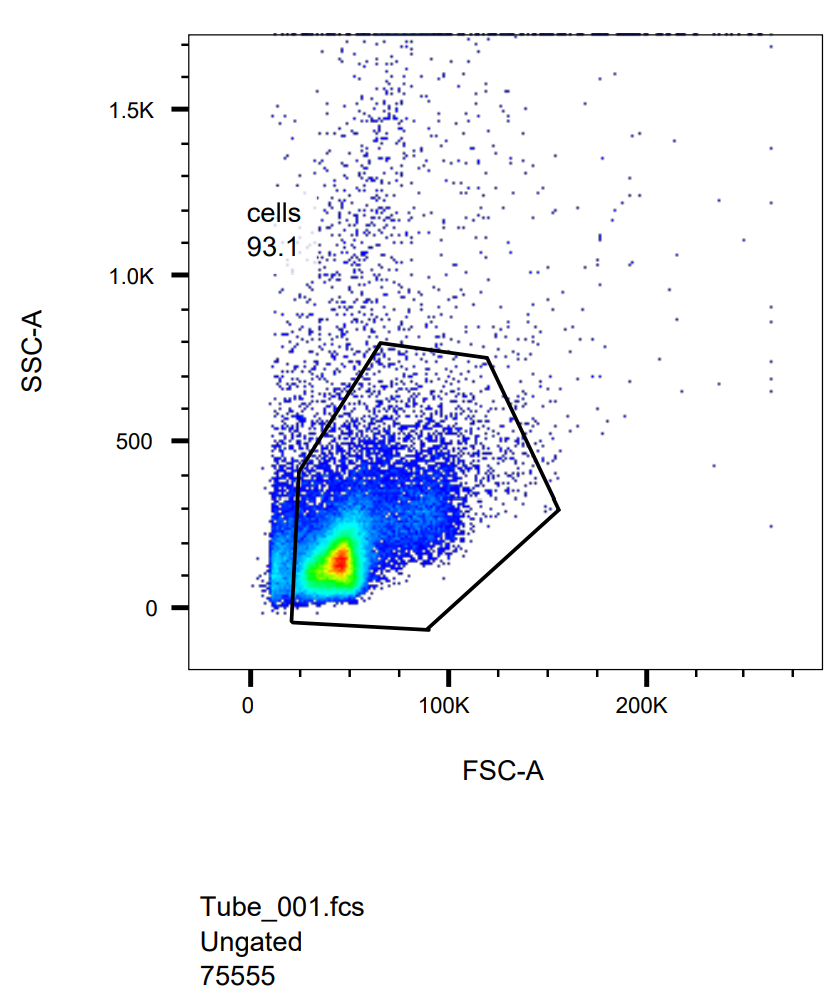 1.5K
cells
93.1
1.0K
SSC-A
500
0
0
100K
200K
FSC-A
Tube_001.fcs
Ungated
75555